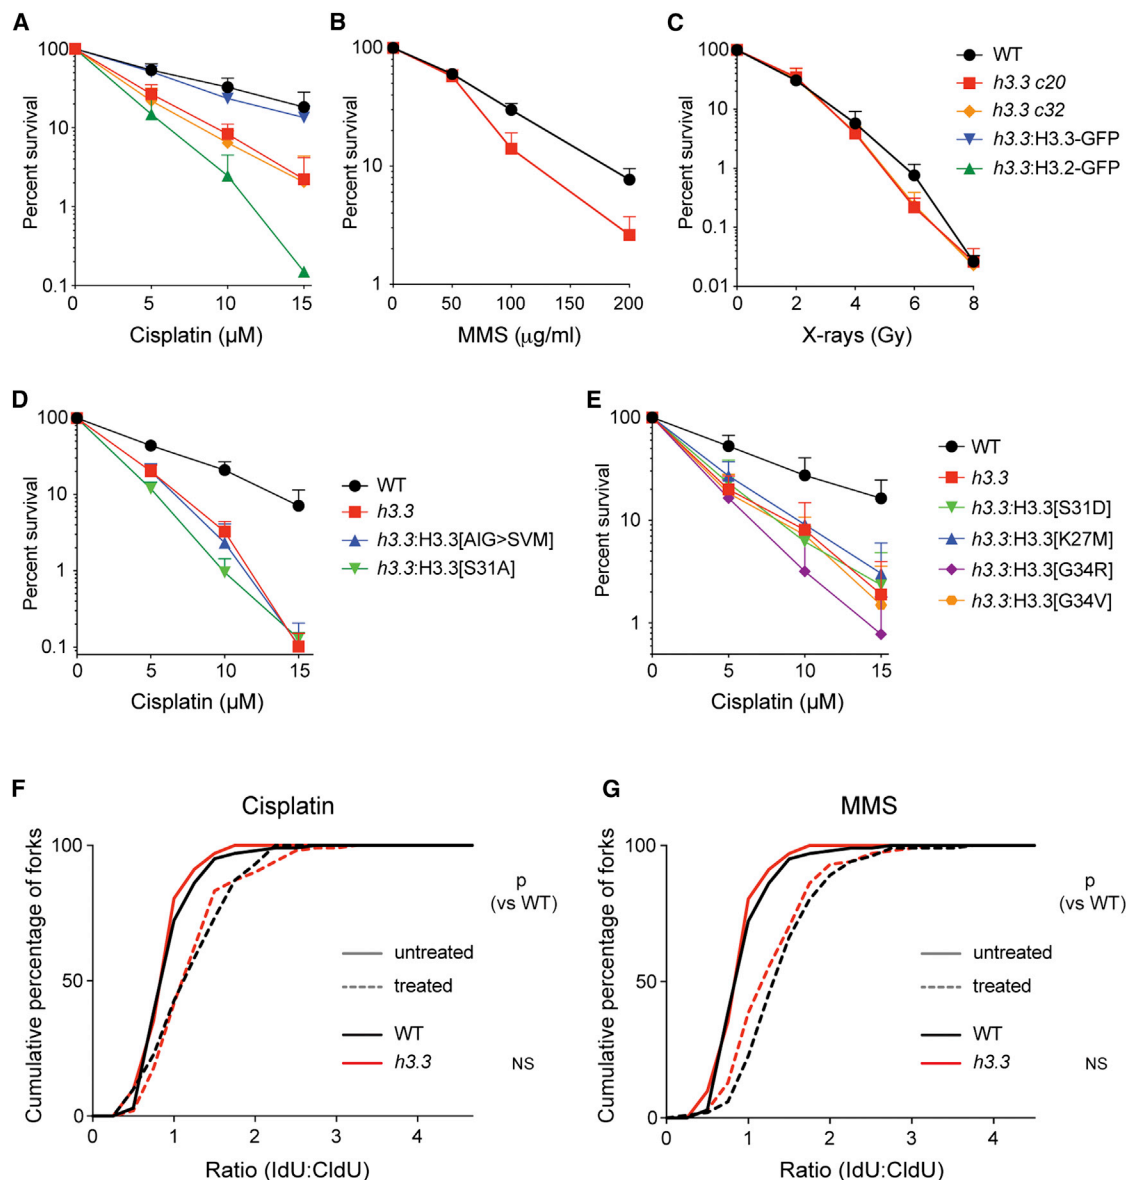 A
Percent survival
100
10
1
0.1
0
5
10
15
Cisplatin (µM)
B
Percent survival
100
10
1
0
50
100
150
200
MMS (µg/ml)
C
Percent survival
100
10
1
0.1
0.01
0
2
4
6
8
X-rays (Gy)
WT
h3.3 c20
h3.3 c32
h3.3:H3.3-GFP
h3.3:H3.2-GFP
D
Percent survival
100
10
1
0.1
0
5
10
15
Cisplatin (µM)
WT
h3.3
h3.3:H3.3[AIG>SVM]
h3.3:H3.3[S31A]
E
Percent survival
100
10
1
0
5
10
15
Cisplatin (µM)
WT
h3.3
h3.3:H3.3[S31D]
h3.3:H3.3[K27M]
h3.3:H3.3[G34R]
h3.3:H3.3[G34V]
F
Cisplatin
Cumulative percentage of forks
100
50
0
0
1
2
3
4
Ratio (IdU:CldU)
p
(vs WT)
untreated
treated
WT
h3.3
NS
G
MMS
Cumulative percentage of forks
100
50
0
0
1
2
3
4
Ratio (IdU:CldU)
p
(vs WT)
untreated
treated
WT
h3.3
NS